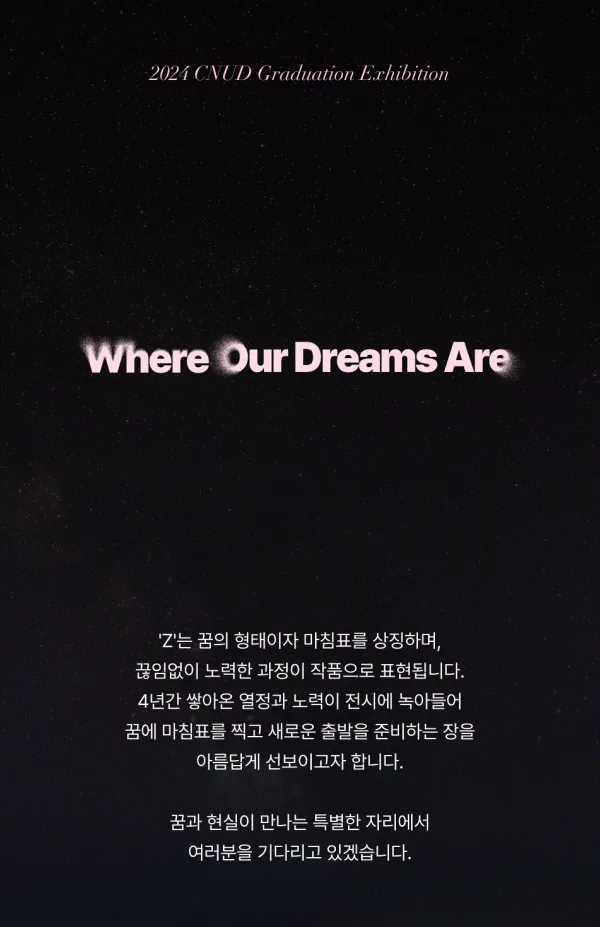 2024 CNUD Graduation Exhibition
Where Our Dreams Are
'Z'는 꿈의 형태이자 마침표를 상징하며,
끊임없이 노력한 과정이 작품으로 표현됩니다.
4년간 쌓아온 열정과 노력이 전시에 녹아들어
꿈에 마침표를 찍고 새로운 출발을 준비하는 장을
아름답게 선보이고자 합니다.
꿈과 현실이 만나는 특별한 자리에서
여러분을 기다리고 있겠습니다.